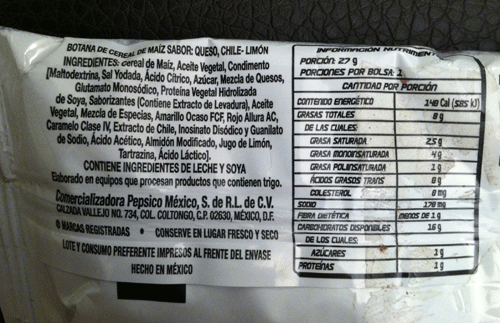 BOTANA DE CEREAL DE MAÍZ SABOR: QUESO, CHILE- LIMÓN
INGREDIENTES: Cereal de Maíz, Aceite Vegetal, Condimento
[Maltodextrina, Sal Yodada, Ácido Cítrico, Azúcar, Mezcla de Quesos,
Glutamato Monosódico, Proteína Vegetal Hidrolizada
de Soya, Saborizantes (Contiene Extracto de Levadura), Aceite
Vegetal, Mezcla de Especias, Amarillo Ocaso FCF, Rojo Allura AC,
Caramelo Clase IV, Extracto de Chile, Inosinato Disódico y Guanilato
de Sodio, Ácido Acético, Almidón Modificado, Jugo de Limón,
Tartrazina, Ácido Láctico].
CONTIENE INGREDIENTES DE LECHE Y SOYA
Elaborado en equipos que procesan productos que contienen trigo.
Comercializadora Pepsico México, S. de R.L. de C.V.
CALZADA VALLEJO NO. 734, COL. COLTONGO, C.P. 02630, MÉXICO, D.F.
MARCAS REGISTRADAS • CONSERVE EN LUGAR FRESCO Y SECO
LOTE Y CONSUMO PREFERENTE IMPRESOS AL FRENTE DEL ENVASE
HECHO EN MÉXICO
INFORMACIÓN NUTRIMENT
PORCIÓN: 27 g
PORCIONES POR BOLSA: 1
CANTIDAD POR PORCIÓN
CONTENIDO ENERGÉTICO 140 Cal (585 kJ)
GRASAS TOTALES 8 g
DE LAS CUALES:
GRASA SATURADA 2.5 g
GRASA MONOINSATURADA 4 g
GRASA POLIINSATURADA 1 g
ÁCIDOS GRASOS TRANS 0 g
COLESTEROL 0 mg
SODIO 170 mg
FIBRA DIETÉTICA MENOS DE 1 g
CARBOHIDRATOS DISPONIBLES 16 g
DE LOS CUALES:
AZÚCARES 1 g
PROTEÍNAS 1 g